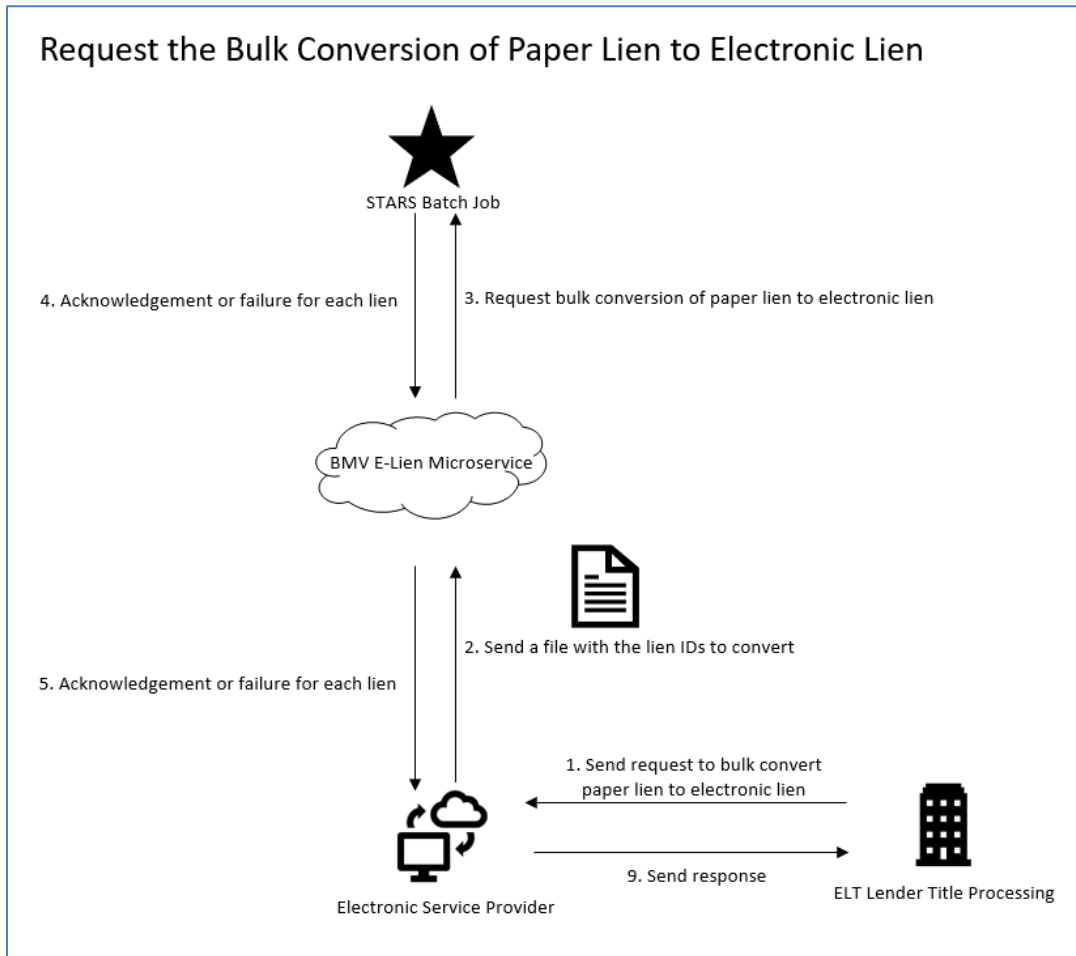 Request the Bulk Conversion of Paper Lien to Electronic Lien
STARS Batch Job
4. Acknowledgement or failure for each lien
3. Request bulk conversion of paper lien to electronic lien
BMV E-Lien Microservice
2. Send a file with the lien IDs to convert
5. Acknowledgement or failure for each lien
1. Send request to bulk convert
paper lien to electronic lien
9. Send response
ELT Lender Title Processing
Electronic Service Provider